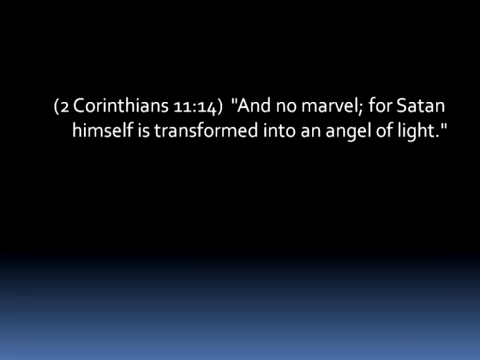 (2 Corinthians 11:14)  "And no marvel; for Satan
himself is transformed into an angel of light."